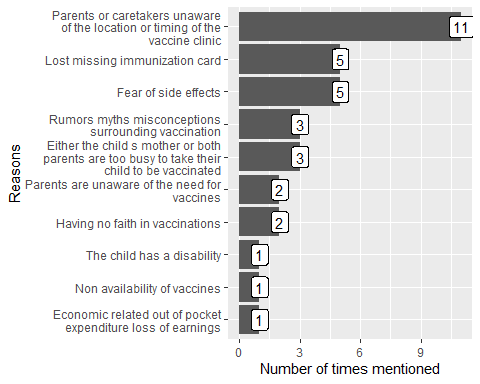 Parents or caretakers unaware
of the location or timing of the
vaccine clinic
11
Lost missing immunization card
5
Fear of side effects
5
Rumors myths misconceptions
surrounding vaccination
3
Either the child s mother or both
parents are too busy to take their
child to be vaccinated
3
Parents are unaware of the need for
vaccines
2
Having no faith in vaccinations
2
The child has a disability
1
Non availability of vaccines
1
Economic related out of pocket
expenditure loss of earnings
1
Reasons
0 3 6 9
Number of times mentioned